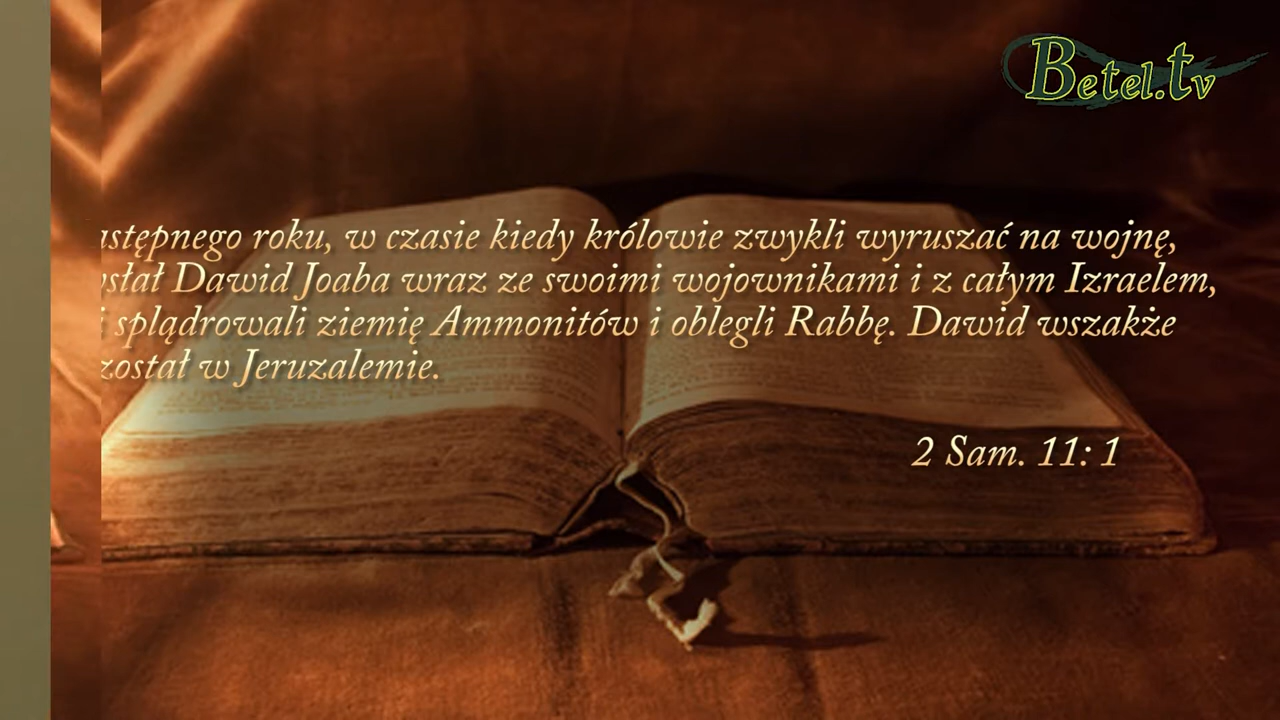 Betel.tv
roku, w czasie kiedy królowie zwykli wyruszać na wojnę,
Dawid Joaba wraz ze swoimi wojownikami i z całym Izraelem,
i splądrowali ziemię Ammonitów i oblegli Rabbę. Dawid wszakże
został w Jeruzalemie.
2 Sam. 11: 1